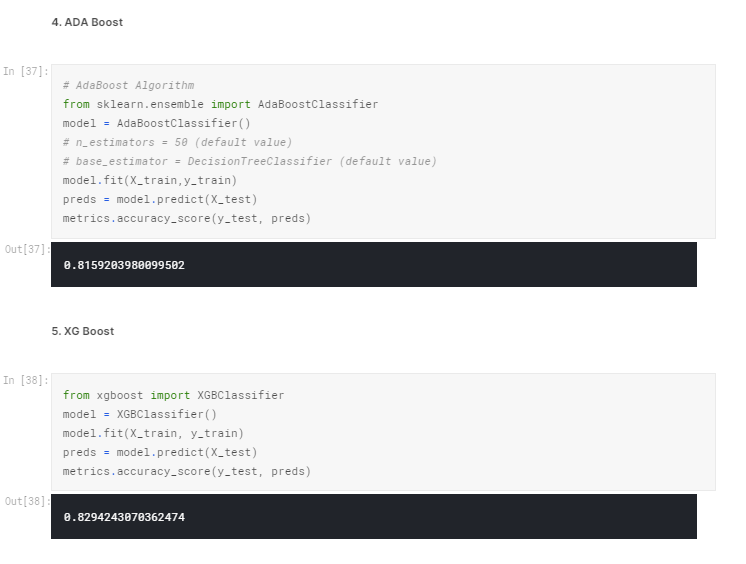 4. ADA Boost
In [37]:
# AdaBoost Algorithm
from sklearn.ensemble import AdaBoostClassifier
model = AdaBoostClassifier()
# n_estimators = 50 (default value)
# base_estimator = DecisionTreeClassifier (default value)
model.fit(X_train,y_train)
preds = model.predict(X_test)
metrics.accuracy_score(y_test, preds)
Out[37]:
0.8159203980099502
5. XG Boost
In [38]:
from xgboost import XGBClassifier
model = XGBClassifier()
model.fit(X_train, y_train)
preds = model.predict(X_test)
metrics.accuracy_score(y_test, preds)
Out[38]:
0.8294243070362474